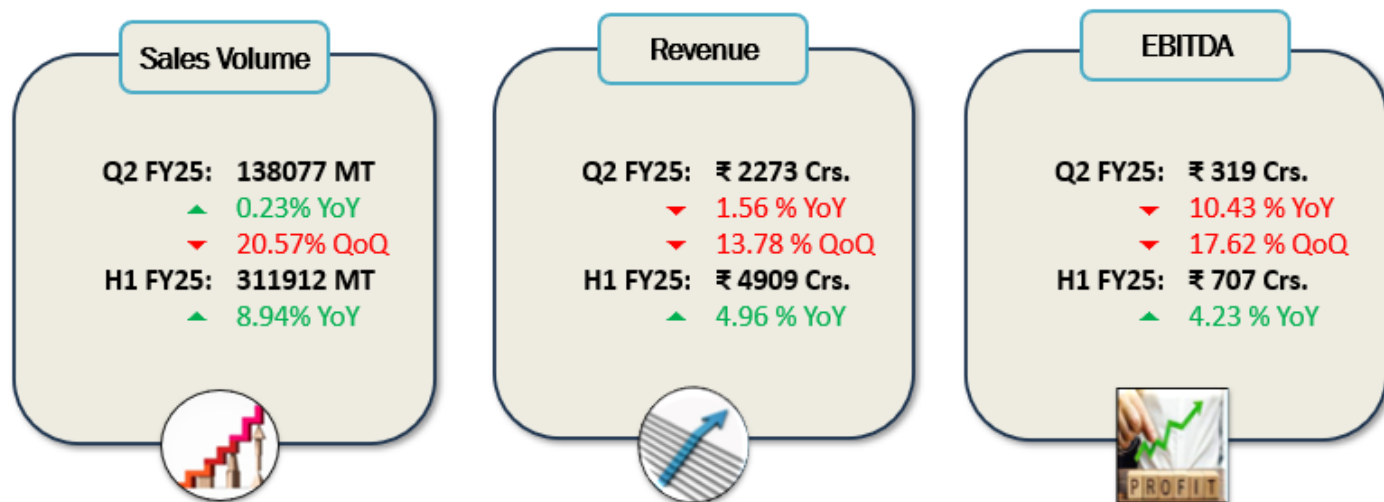 Sales Volume
Q2 FY25: 138077 MT
▲ 0.23% YoY
▼ 20.57% QoQ
H1 FY25: 311912 MT
▲ 8.94% YoY
Revenue
Q2 FY25: ₹ 2273 Crs.
▼ 1.56 % YoY
▼ 13.78 % QoQ
H1 FY25: ₹ 4909 Crs.
▲ 4.96 % YoY
EBITDA
Q2 FY25: ₹ 319 Crs.
▼ 10.43 % YoY
▼ 17.62 % QoQ
H1 FY25: ₹ 707 Crs.
▲ 4.23 % YoY
PROFIT